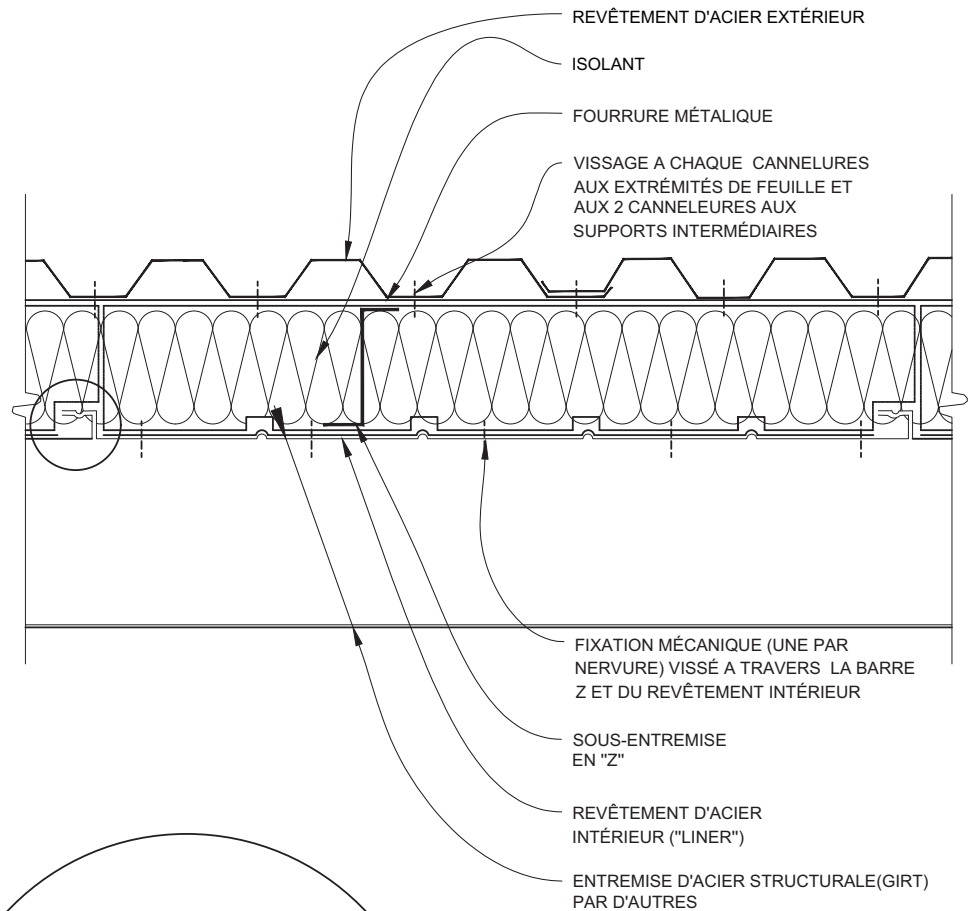 REVÊTEMENT D'ACIER EXTÉRIEUR
ISOLANT
FOURRURE MÉTALIQUE
VISSAGE A CHAQUE CANNELURES
AUX EXTRÉMITÉS DE FEUILLE ET
AUX 2 CANNELEURES AUX
SUPPORTS INTERMÉDIAIRES
FIXATION MÉCANIQUE (UNE PAR
NERVURE) VISSÉ A TRAVERS LA BARRE
Z ET DU REVÊTEMENT INTÉRIEUR
SOUS-ENTREMISE
EN "Z"
REVÊTEMENT D'ACIER
INTÉRIEUR ("LINER")
ENTREMISE D'ACIER STRUCTURALE(GIRT)
PAR D'AUTRES